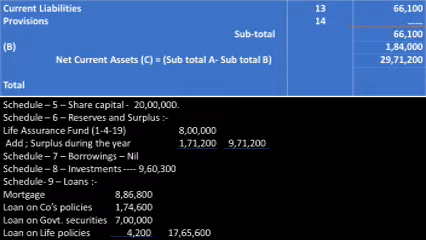 Current Liabilities 13 66,100
Provisions 14 ......
Sub-total 66,100
(B) 1,84,000
Net Current Assets (C) = (Sub total A- Sub total B) 29,71,200
Total
Schedule – 5 – Share capital - 20,00,000.
Schedule – 6 – Reserves and Surplus :-
Life Assurance Fund (1-4-19) 8,00,000
Add ; Surplus during the year 1,71,200 9,71,200
Schedule – 7 – Borrowings – Nil
Schedule – 8 – Investments ---- 9,60,300
Schedule- 9 – Loans :-
Mortgage 8,86,800
Loan on Co's policies 1,74,600
Loan on Govt. securities 7,00,000
Loan on Life policies 4,200 17,65,600